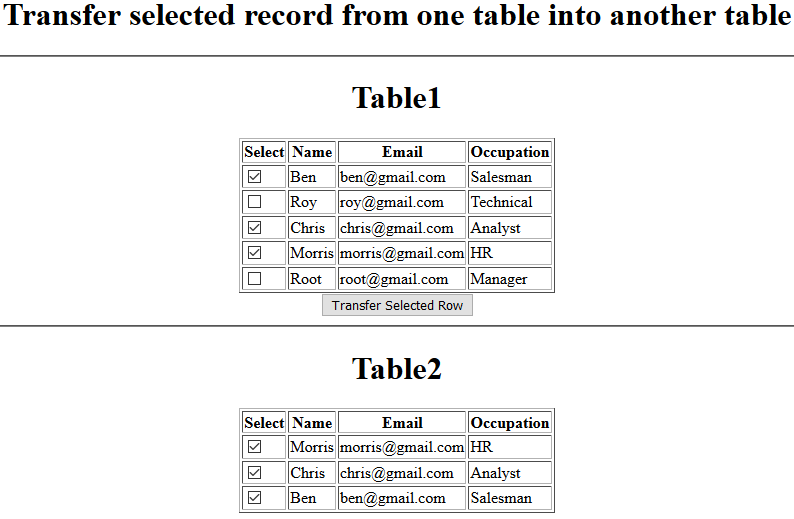 Transfer selected record from one table into another table
Table1
Select Name Email Occupation
Ben ben@gmail.com Salesman
Roy roy@gmail.com Technical
Chris chris@gmail.com Analyst
Morris morris@gmail.com HR
Root root@gmail.com Manager
Transfer Selected Row
Table2
Select Name Email Occupation
Morris morris@gmail.com HR
Chris chris@gmail.com Analyst
Ben ben@gmail.com Salesman